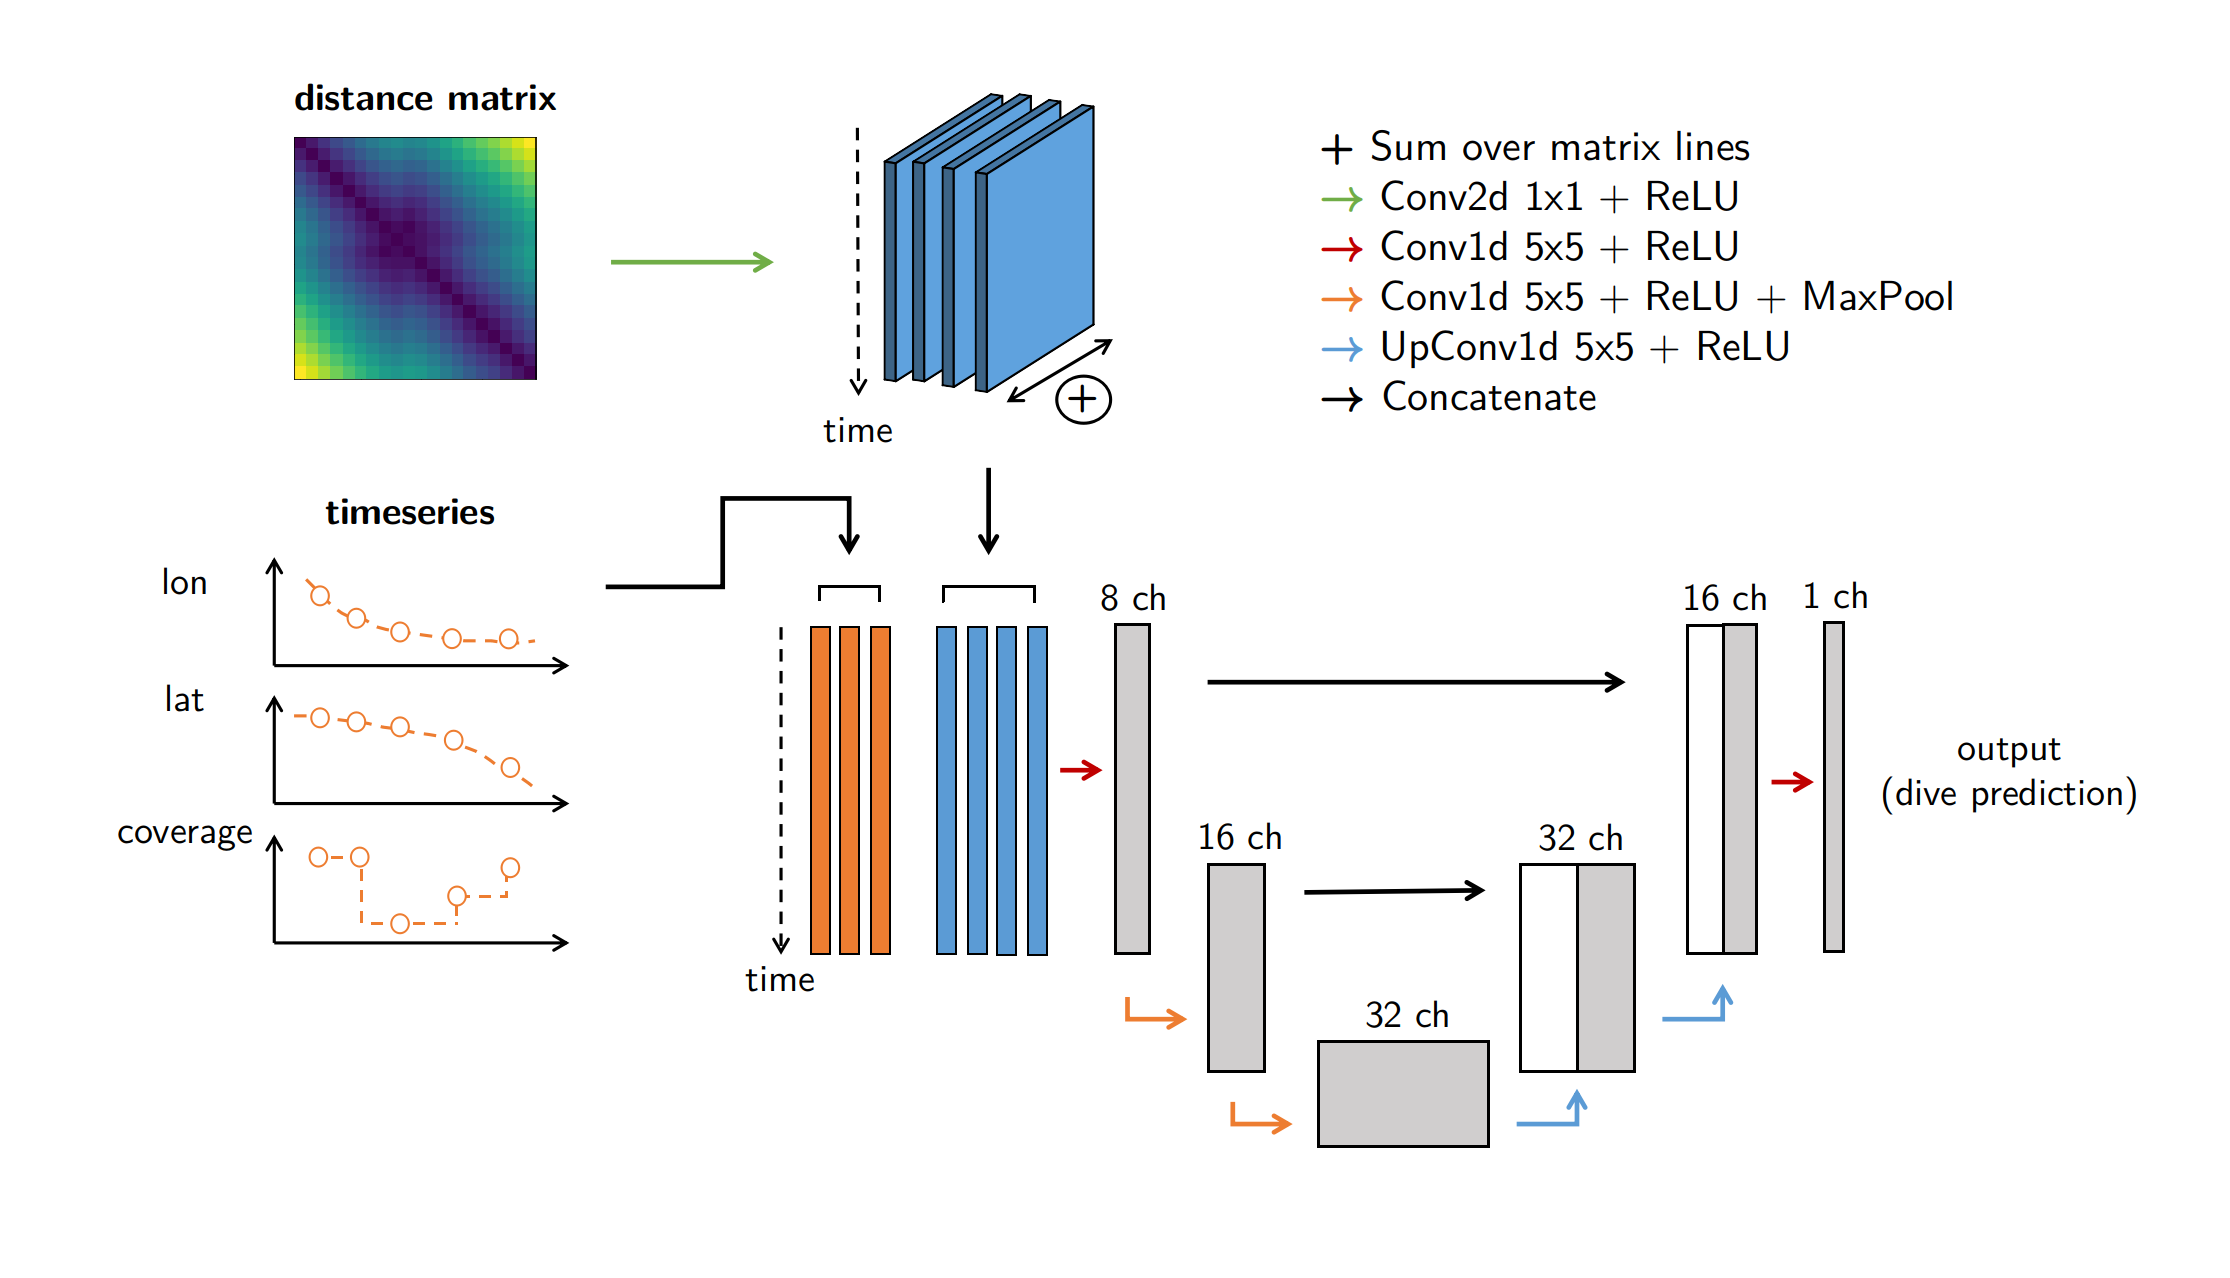 distance matrix
time
+ Sum over matrix lines
→ Conv2d 1x1 + ReLU
→ Conv1d 5x5 + ReLU
→ Conv1d 5x5 + ReLU + MaxPool
→ UpConv1d 5x5 + ReLU
→ Concatenate
+
timeseries
lon
lat
coverage
time
8 ch
16 ch
32 ch
32 ch
16 ch
1 ch
output
(dive prediction)